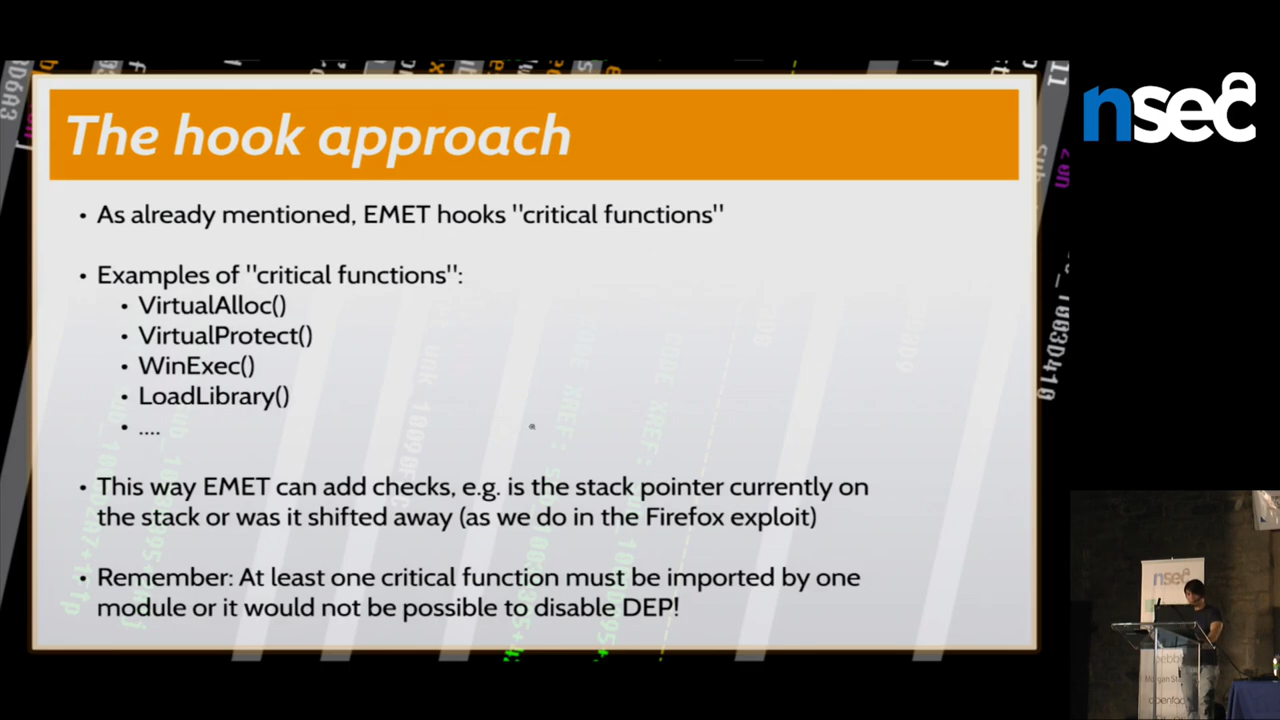 The hook approach
• As already mentioned, EMET hooks "critical functions"
• Examples of "critical functions":
• VirtualAlloc()
• VirtualProtect()
• WinExec()
• LoadLibrary()
• ....
• This way EMET can add checks, e.g. is the stack pointer currently on
the stack or was it shifted away (as we do in the Firefox exploit)
• Remember: At least one critical function must be imported by one
module or it would not be possible to disable DEP!
nsec
nsec